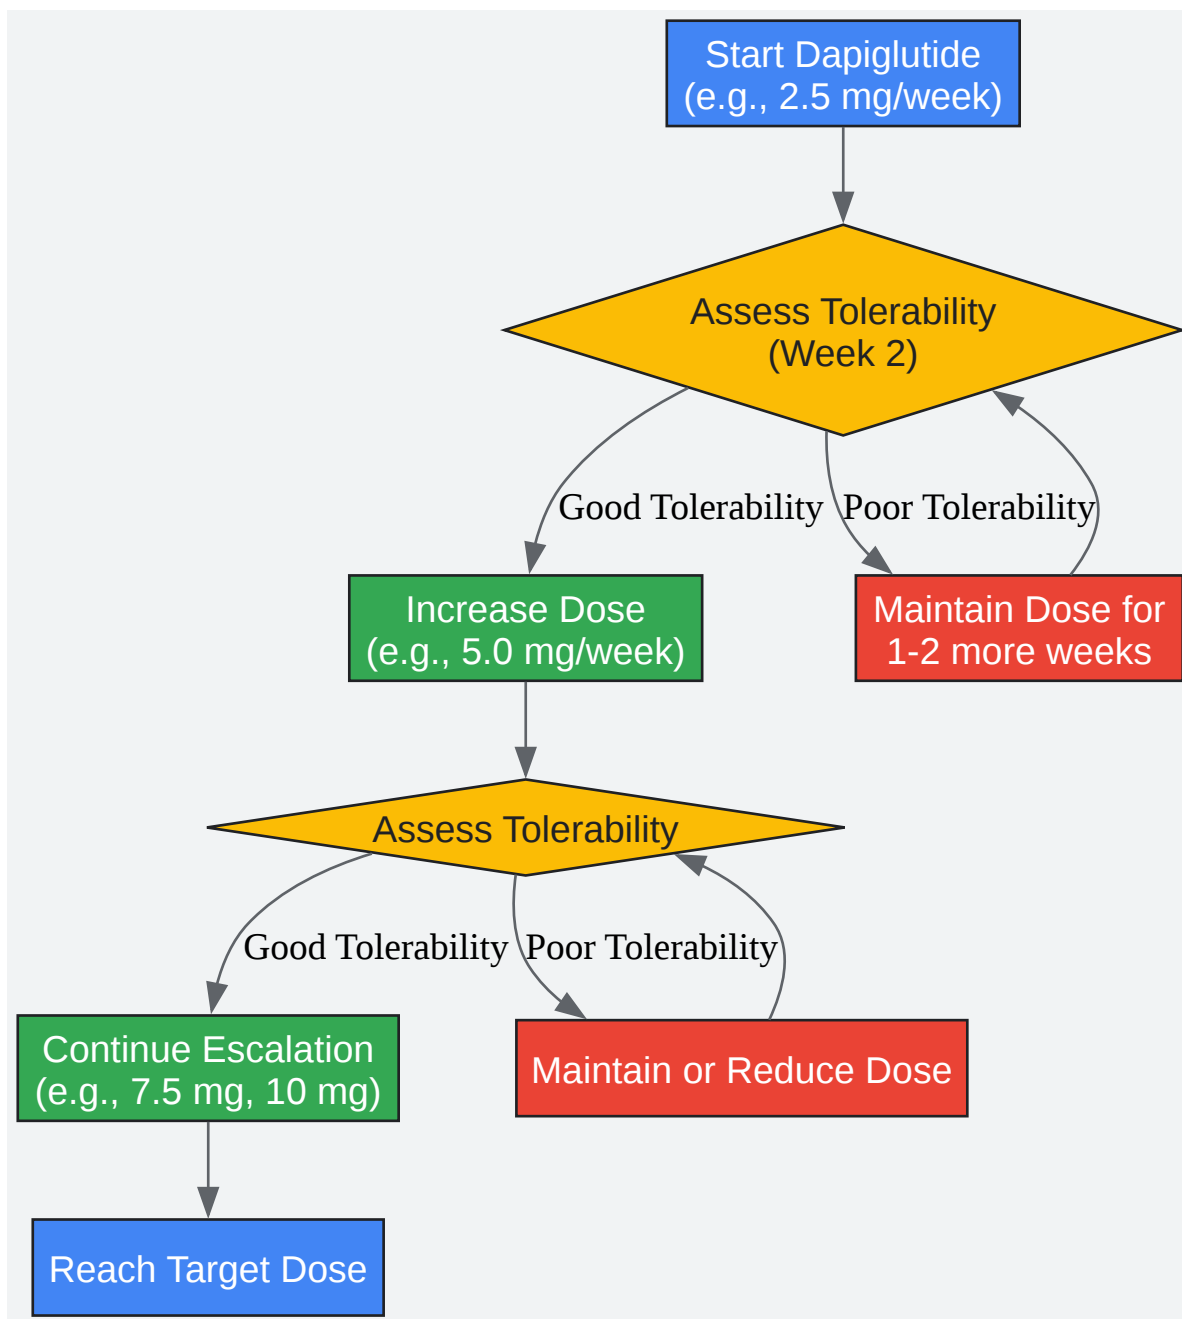 Start Dapiglutide
(e.g., 2.5 mg/week)
Assess Tolerability
(Week 2)
Good Tolerability
Poor Tolerability
Increase Dose
(e.g., 5.0 mg/week)
Maintain Dose for
1-2 more weeks
Assess Tolerability
Good Tolerability
Poor Tolerability
Continue Escalation
(e.g., 7.5 mg, 10 mg)
Maintain or Reduce Dose
Reach Target Dose